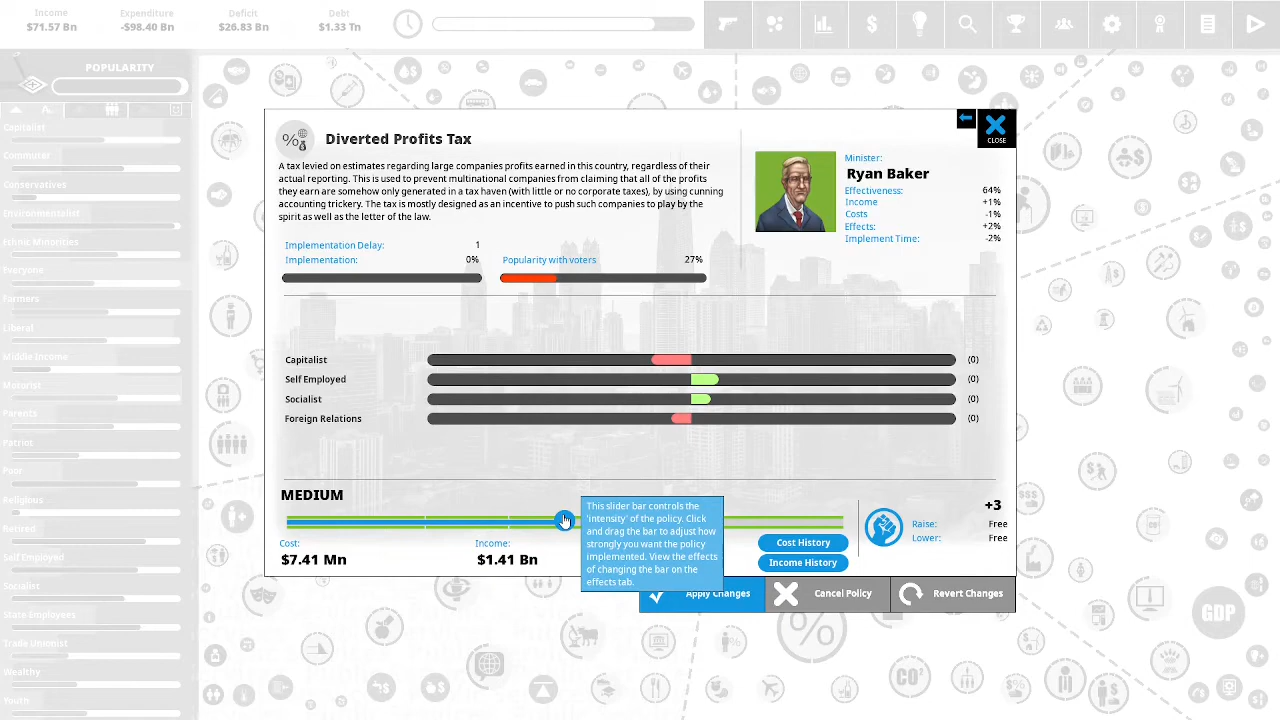 Income
$71.57 Bn
Expenditure
-$98.40 Bn
Deficit
$26.83 Bn
Debt
$1.33 Tn
POPULARITY
Capitalist
Commuter
Conservatives
Environmentalist
Ethnic Minorities
Everyone
Farmers
Liberal
Middle Income
Motorist
Parents
Patriot
Poor
Religious
Retired
Self Employed
Socialist
State Employees
Trade Unionist
Wealthy
Youth
Diverted Profits Tax
A tax levied on estimates regarding large companies profits earned in this country, regardless of their
actual reporting. This is used to prevent multinational companies from claiming that all of the profits
they earn are somehow only generated in a tax haven (with little or no corporate taxes), by using cunning
accounting trickery. The tax is mostly designed as an incentive to push such companies to play by the
spirit as well as the letter of the law.
Implementation Delay: 1
Implementation: 0%
Popularity with voters 27%
CLOSE
Minister:
Ryan Baker
Effectiveness: 64%
Income +1%
Costs -1%
Effects: +2%
Implement Time: -2%
Capitalist (0)
Self Employed (0)
Socialist (0)
Foreign Relations (0)
MEDIUM
Cost:
$7.41 Mn
Income:
$1.41 Bn
This slider bar controls the
'intensity' of the policy. Click
and drag the bar to adjust how
strongly you want the policy
implemented. View the effects
of changing the bar on the
effects tab.
Cost History
Income History
+3
Raise: Free
Lower: Free
Apply Changes
Cancel Policy
Revert Changes
GDP
CO²